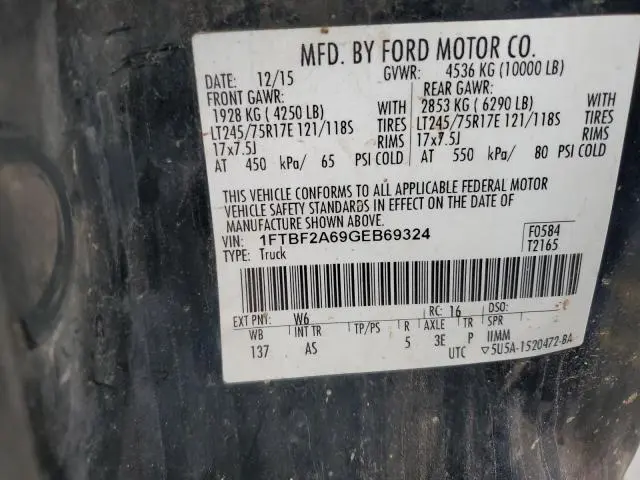 MFD. BY FORD MOTOR CO.
DATE: 12/15 GVWR: 4536 KG (10000 LB)
FRONT GAWR: REAR GAWR:
1928 KG ( 4250 LB) WITH 2853 KG ( 6290 LB) WITH
LT245/75R17E 121/118S TIRES LT245/75R17E 121/118S TIRES
17x7.5J RIMS 17x7.5J RIMS
AT 450 kPa/ 65 PSI COLD AT 550 kPa/ 80 PSI COLD
THIS VEHICLE CONFORMS TO ALL APPLICABLE FEDERAL MOTOR
VEHICLE SAFETY STANDARDS IN EFFECT ON THE DATE OF
MANUFACTURE SHOWN ABOVE.
VIN: 1FTBF2A69GEB69324 F0584
TYPE: Truck T2165
EXT PNT: W6 RC: 16 DSO:
WB INT TR TP/PS R AXLE TR SPR
137 AS 5 3E P IIMM
UTC ▽5U5A-1520472-BA